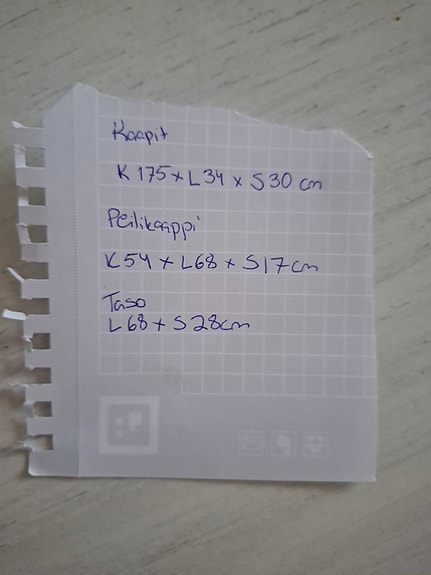 Kaapit
K 175 x L 34 x S 30 cm
Peilikaappi
K 54 x L 68 x S 17 cm
Taso
L 68 x S 28 cm